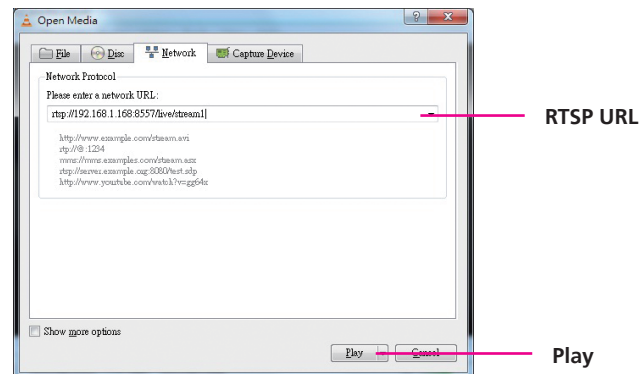 Open Media
File Disc Network Capture Device
Network Protocol
Please enter a network URL:
rtsp://192.168.1.168:8557/live/stream1
RTSP URL
http://www.example.com/stream.avi
rtp://@:1234
mms://mms.examples.com/stream.asx
rtsp://server.example.org:8080/test.sdp
http://www.youtube.com/watch?v=gg64x
Show more options
Play Cancel
Play